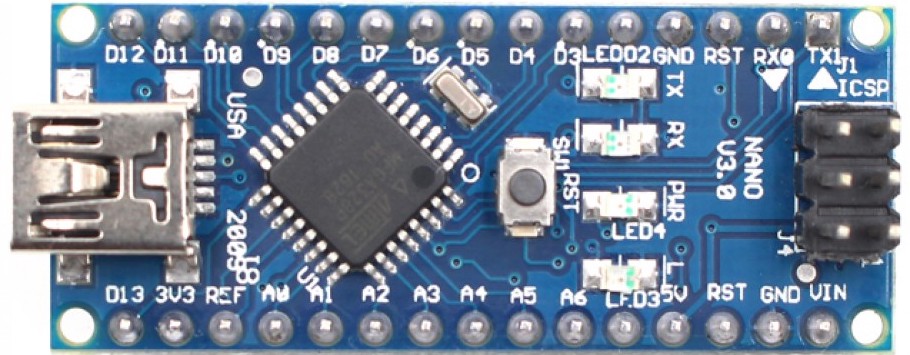 D12 D11 D10 D9 D8 D7 D6 D5 D4 D3 LED02 GND RST RX0 TX1
J1
ICSP
TX
RX
PWR
L
USA
2009
NANO
V3.0
SW1
RST
LED4
LED3
U1
D13 3V3 REF A0 A1 A2 A3 A4 A5 A6 5V RST GND VIN